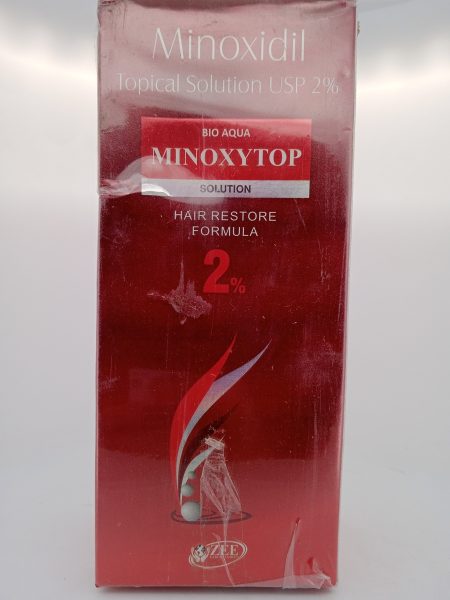 Minoxidil
Topical Solution USP 2%
BIO AQUA
MINOXYTOP
SOLUTION
HAIR RESTORE
FORMULA
2%
ZEE